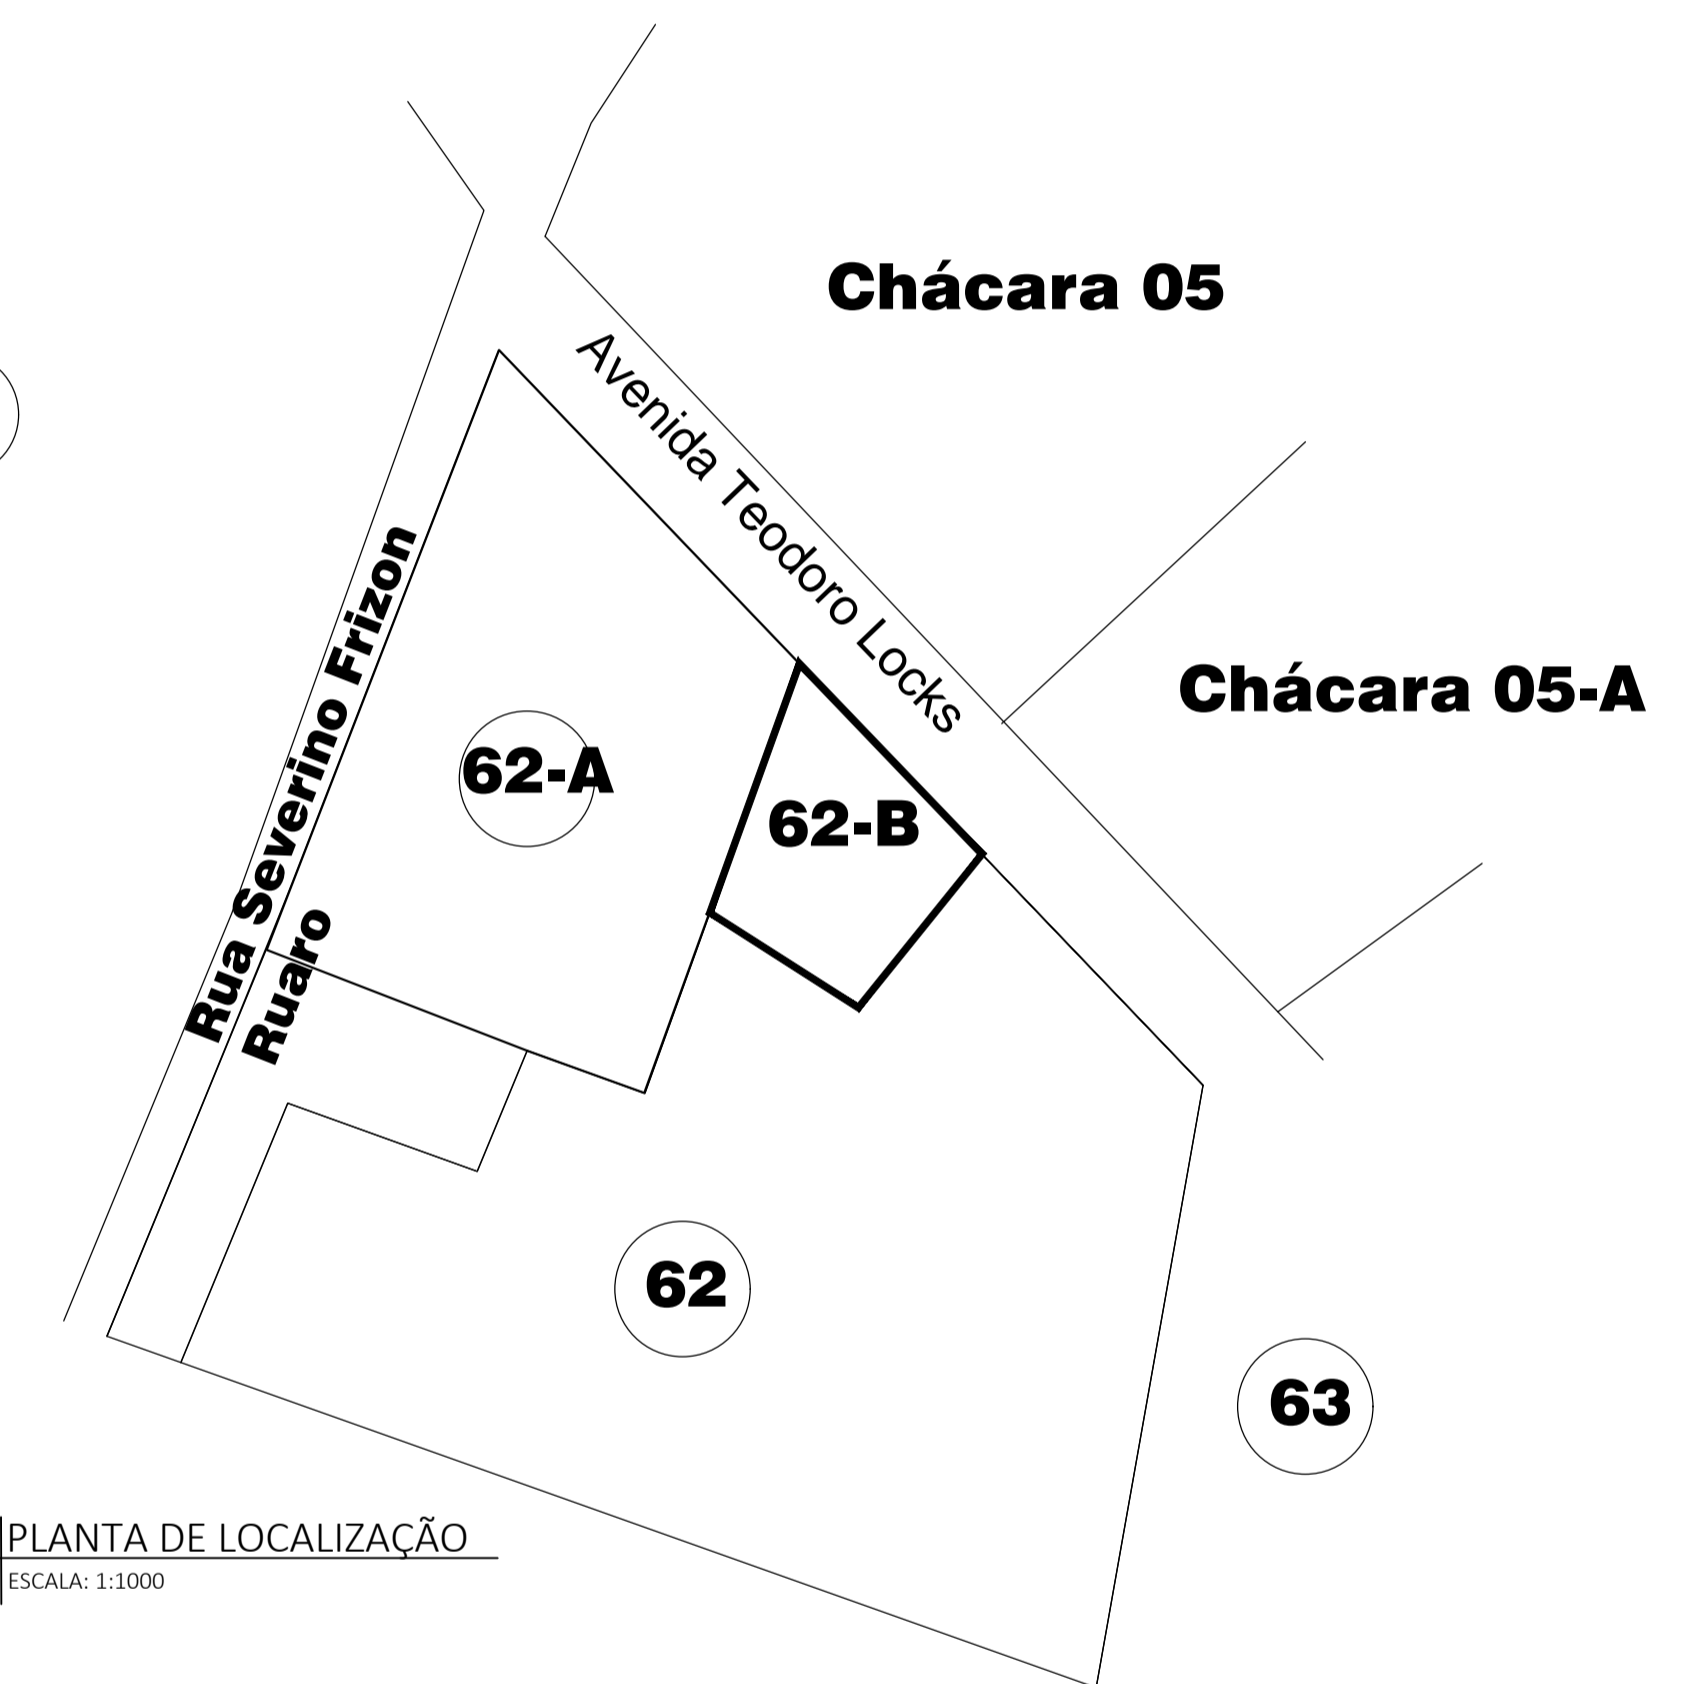 Chácara 05
Avenida Teodoro Locks
Chácara 05-A
Rua Severino Frizon
Ruaro
62-A
62-B
62
63
PLANTA DE LOCALIZAÇÃO
ESCALA: 1:1000